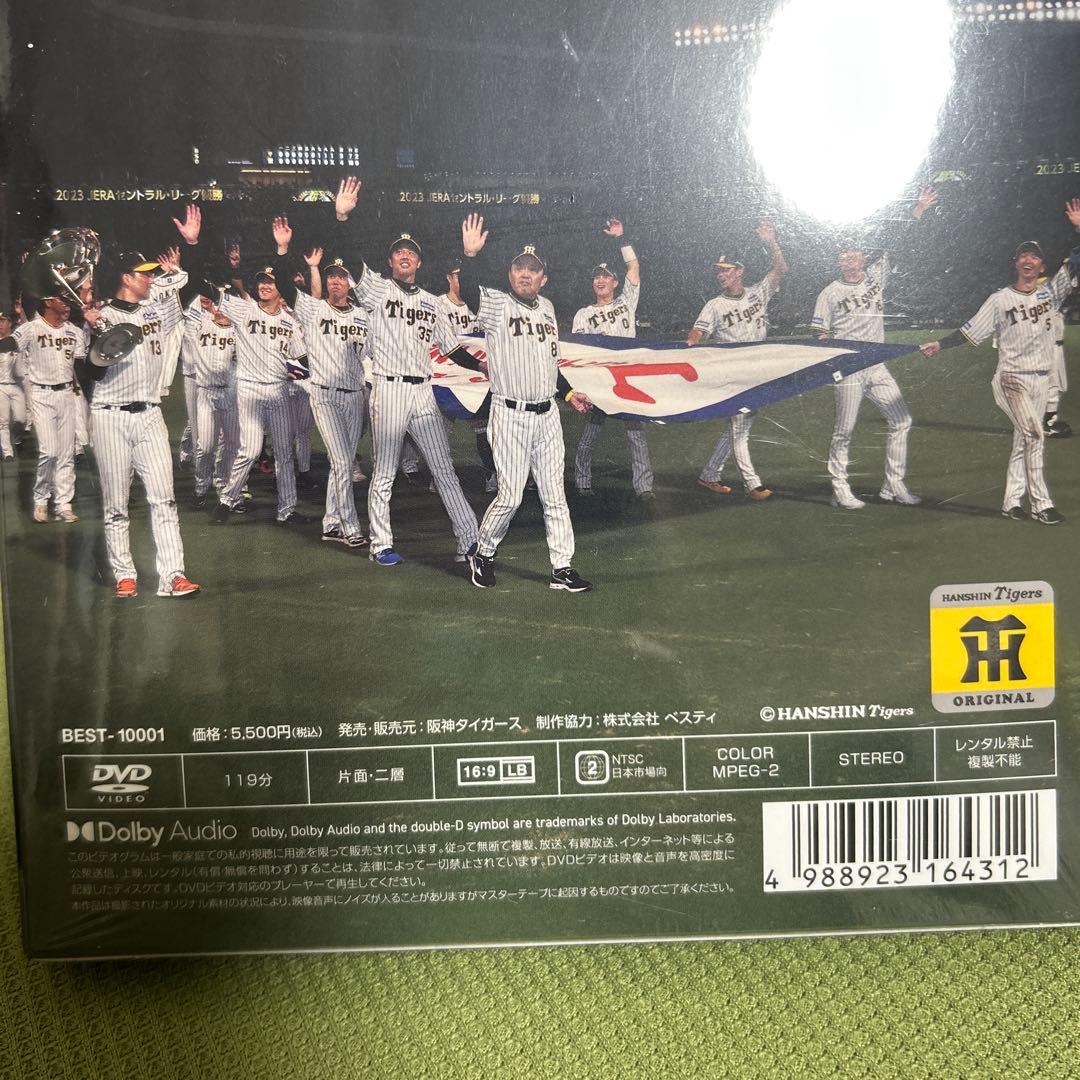 2023 JERAセントラル・リーグ優勝
2023 JERAセントラル・リーグ優勝
2023 JE
Tigers
13
Tigers
14
Tigers
17
Tigers
35
Tigers
8
Tigers
0
Tigers
Tigers
Tigers
5
HANSHIN Tigers
ORIGINAL
BEST-10001 価格:5,500円(税込) 発売・販売元:阪神タイガース 制作協力:株式会社 ベスティ ©HANSHIN Tigers
DVD VIDEO
119分
片面・二層
16:9 LB
2 NTSC 日本市場向
COLOR MPEG-2
STEREO
レンタル禁止 複製不能
Dolby Audio Dolby, Dolby Audio and the double-D symbol are trademarks of Dolby Laboratories.
このビデオグラムは一般家庭での私的視聴に用途を限って販売されています。従って無断で複製、放送、有線放送、インターネット等による
公衆送信、上映、レンタル(有償・無償を問わず)することは、法律によって一切禁止されています。DVDビデオは映像と音声を高密度に
記録したディスクです。DVDビデオ対応のプレーヤーで再生してください。
本作品は撮影されたオリジナル素材の状況により、映像音声にノイズが入ることがありますがマスターテープに起因するものですのでご了承ください。
4 988923 164312